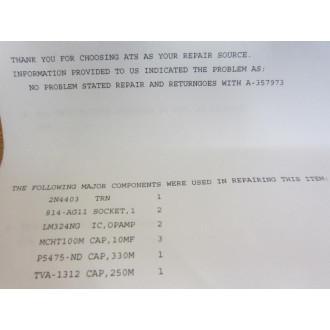 THANK YOU FOR CHOOSING ATS AS YOUR REPAIR SOURCE.
INFORMATION PROVIDED TO US INDICATED THE PROBLEM AS:
NO PROBLEM STATED REPAIR AND RETURNGOES WITH A-357973
THE FOLLOWING MAJOR COMPONENTS WERE USED IN REPAIRING THIS ITEM:
2N4403 TRN 1
814-AG11 SOCKET,1 2
LM324NG IC,OPAMP 2
MCHT100M CAP,10MF 3
P5475-ND CAP,330M 1
TVA-1312 CAP,250M 1